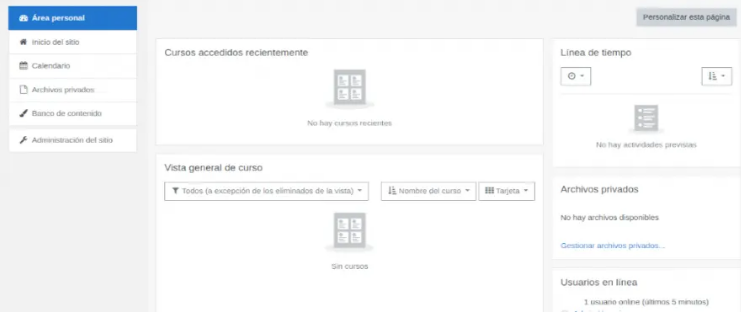 Área personal
Inicio del sitio
Calendario
Archivos privados
Banco de contenido
Administración del sitio
Personalizar esta página
Cursos accedidos recientemente
No hay cursos recientes
Vista general de curso
Todos (a excepción de los eliminados de la vista)
Nombre del curso
Tarjeta
Sin cursos
Línea de tiempo
No hay actividades previstas
Archivos privados
No hay archivos disponibles
Gestionar archivos privados...
Usuarios en línea
1 usuario online (últimos 5 minutos)